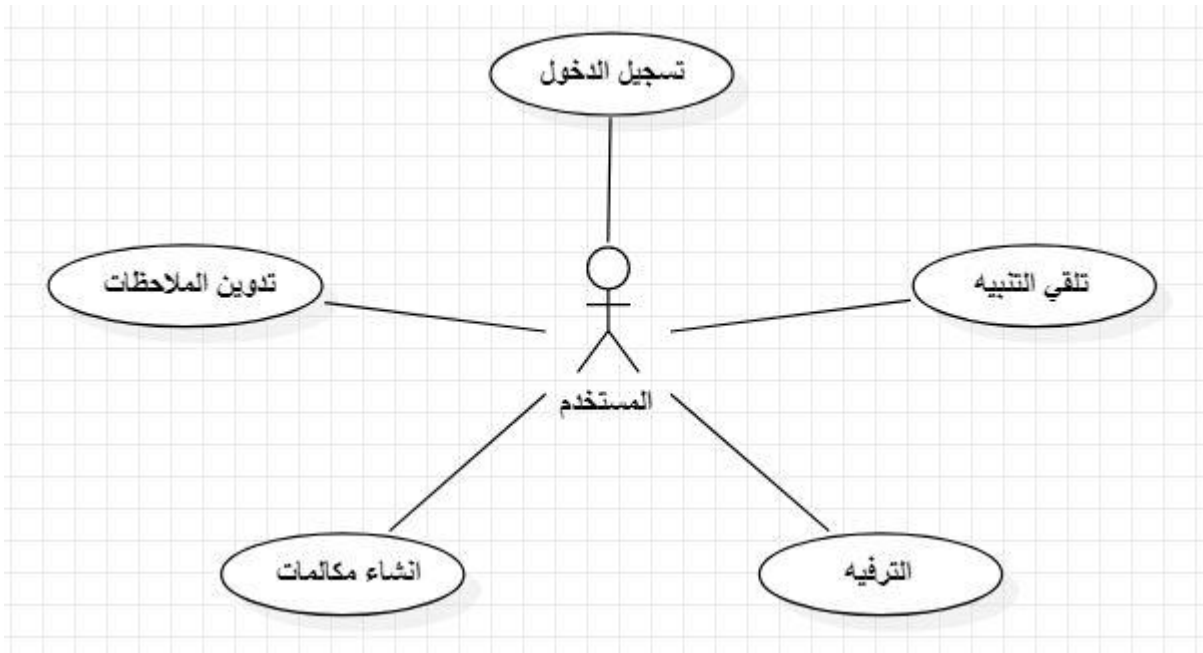 تسجيل الدخول
تلقي التنبيه
تدوين الملاحظات
المستخدم
الترفيه
انشاء مكالمات